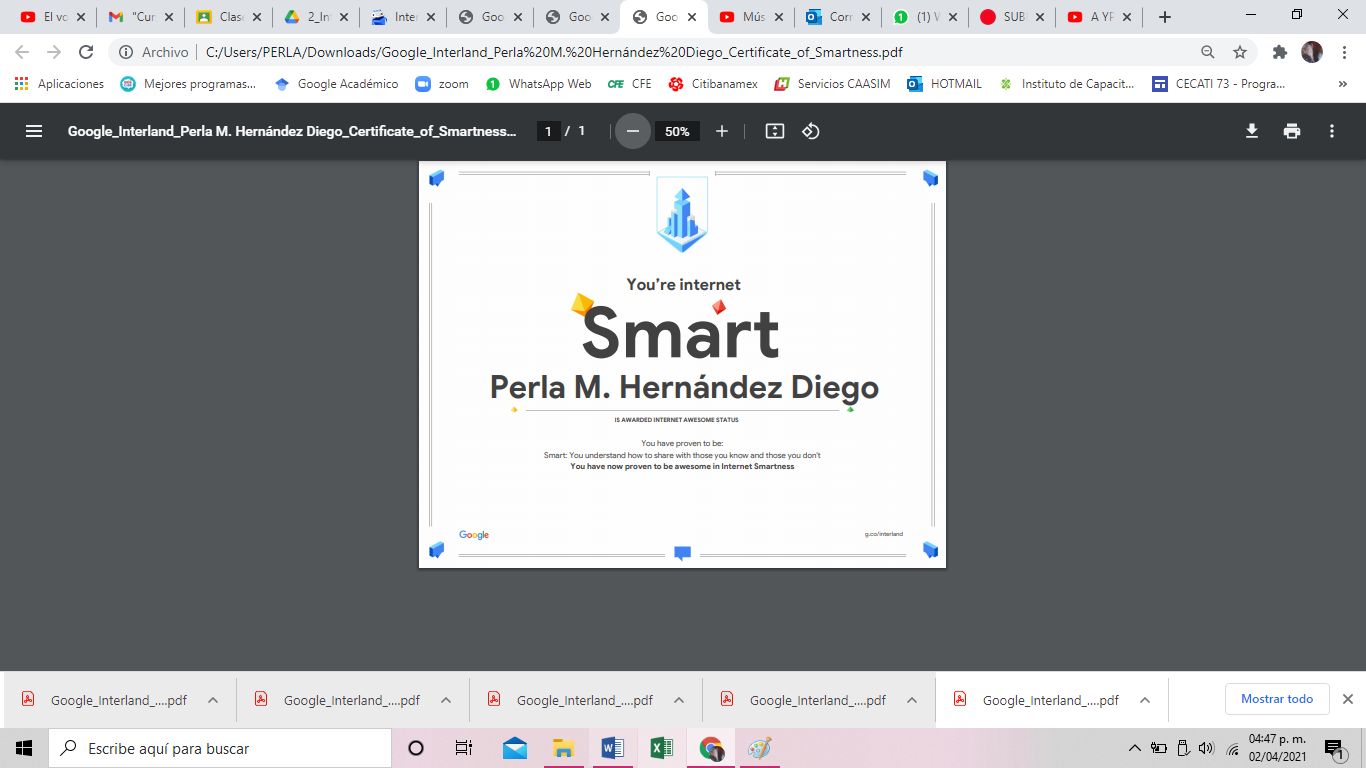 El vo
"Cur
Clas
2_In
Inter
Goo
Goo
Goo
Mús
Corr
(1) V
SUB
A YF
Archivo
C:/Users/PERLA/Downloads/Google_Interland_Perla%20M.%20Hernández%20Diego_Certificate_of_Smartness.pdf
Aplicaciones
Mejores programas...
Google Académico
zoom
WhatsApp Web
CFE
Citibanamex
Servicios CAASIM
HOTMAIL
Instituto de Capacit...
CECATI 73 - Progra...
»
Google_Interland_Perla M. Hernández Diego_Certificate_of_Smartness...
1 / 1
50%
You're internet
Smart
Perla M. Hernández Diego
IS AWARDED INTERNET AWESOME STATUS
You have proven to be:
Smart: You understand how to share with those you know and those you don't
You have now proven to be awesome in Internet Smartness
Google
g.co/interland
Google_Interland_....pdf
Google_Interland_....pdf
Google_Interland_....pdf
Google_Interland_....pdf
Google_Interland_....pdf
Mostrar todo
Escribe aquí para buscar
04:47 p. m.
02/04/2021
1